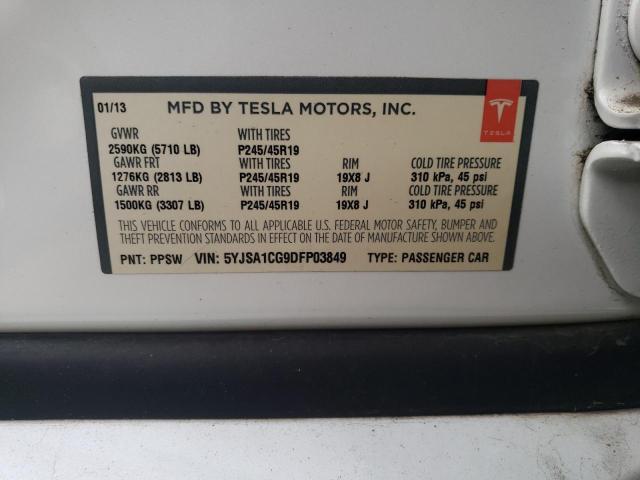 01/13 MFD BY TESLA MOTORS, INC.
TESLA
GVWR WITH TIRES
2590KG (5710 LB) P245/45R19
GAWR FRT WITH TIRES RIM COLD TIRE PRESSURE
1276KG (2813 LB) P245/45R19 19X8 J 310 kPa, 45 psi
GAWR RR WITH TIRES RIM COLD TIRE PRESSURE
1500KG (3307 LB) P245/45R19 19X8 J 310 kPa, 45 psi
THIS VEHICLE CONFORMS TO ALL APPLICABLE U.S. FEDERAL MOTOR SAFETY, BUMPER AND
THEFT PREVENTION STANDARDS IN EFFECT ON THE DATE OF MANUFACTURE SHOWN ABOVE.
PNT: PPSW VIN: 5YJSA1CG9DFP03849 TYPE: PASSENGER CAR